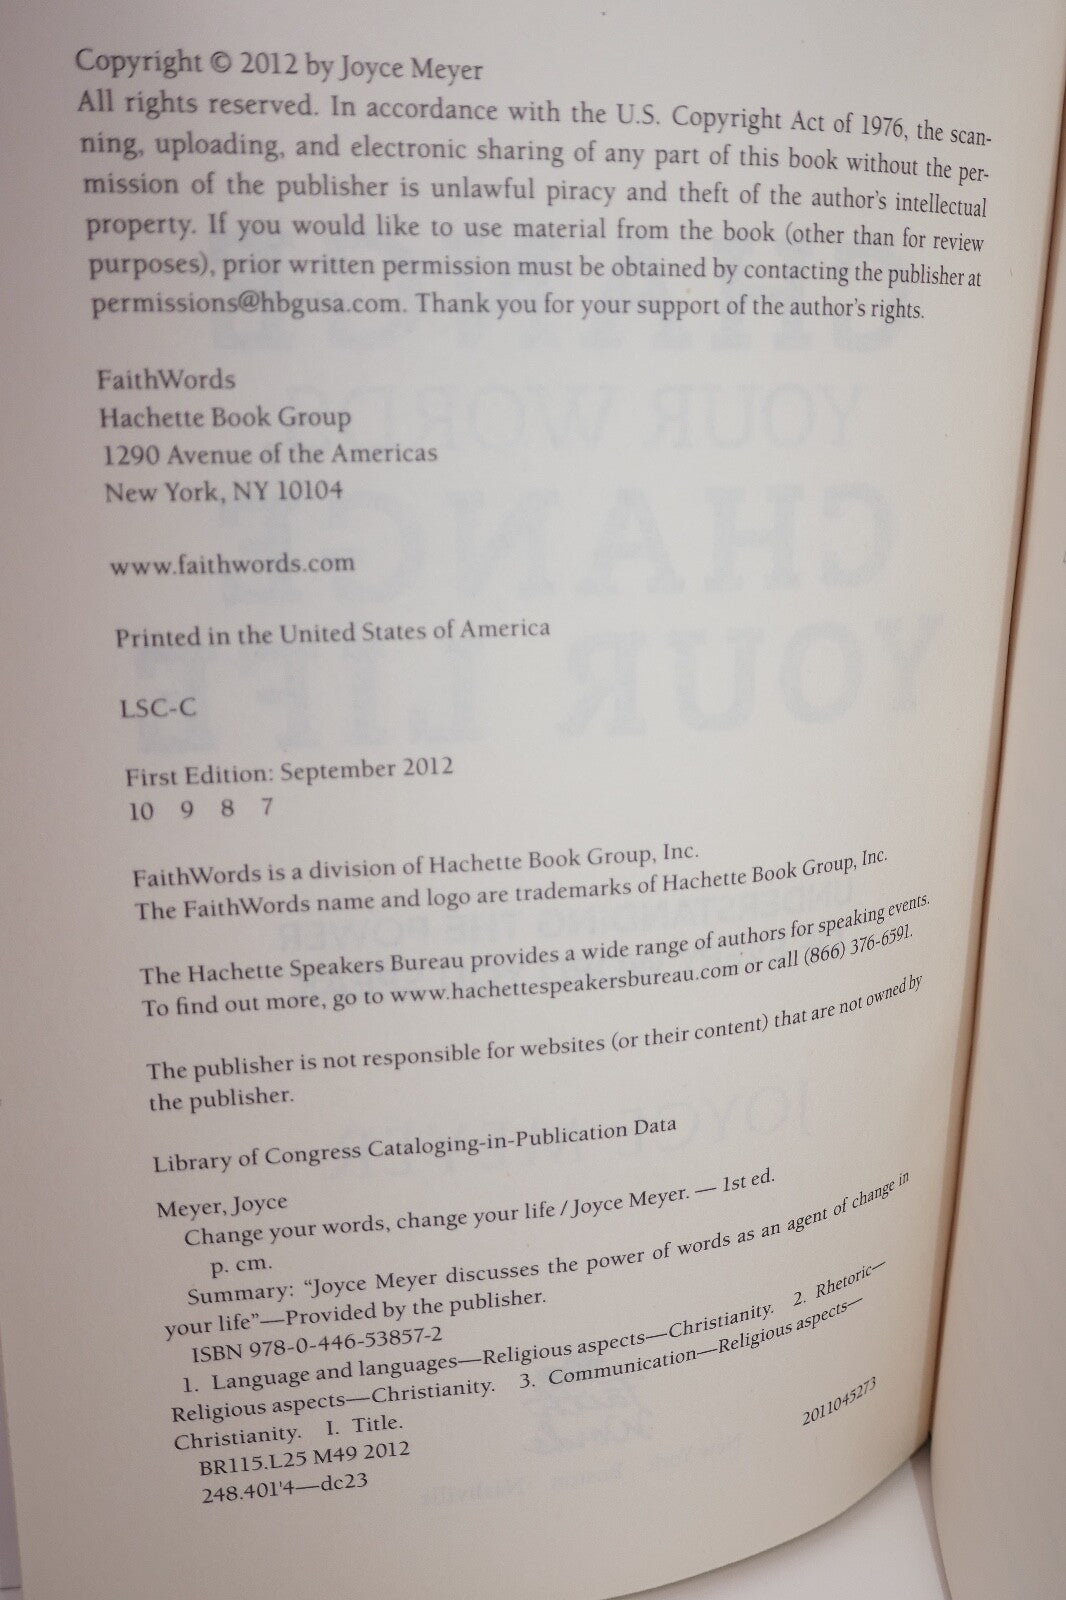 Copyright © 2012 by Joyce Meyer
All rights reserved. In accordance with the U.S. Copyright Act of 1976, the scan-
ning, uploading, and electronic sharing of any part of this book without the per-
mission of the publisher is unlawful piracy and theft of the author's intellectual
property. If you would like to use material from the book (other than for review
purposes), prior written permission must be obtained by contacting the publisher at
permissions@hbgusa.com. Thank you for your support of the author's rights.
FaithWords
Hachette Book Group
1290 Avenue of the Americas
New York, NY 10104
www.faithwords.com
Printed in the United States of America
LSC-C
First Edition: September 2012
10 9 8 7
FaithWords is a division of Hachette Book Group, Inc.
The FaithWords name and logo are trademarks of Hachette Book Group, Inc.
The Hachette Speakers Bureau provides a wide range of authors for speaking events.
To find out more, go to www.hachettespeakersbureau.com or call (866) 376-6591.
The publisher is not responsible for websites (or their content) that are not owned by
the publisher.
Library of Congress Cataloging-in-Publication Data
Meyer, Joyce
Change your words, change your life / Joyce Meyer. — 1st ed.
p. cm.
Summary: "Joyce Meyer discusses the power of words as an agent of change in
your life"—Provided by the publisher.
ISBN 978-0-446-53857-2
1. Language and languages—Religious aspects—Christianity. 2. Rhetoric—
Religious aspects—Christianity. 3. Communication—Religious aspects—
Christianity. I. Title.
BR115.L25 M49 2012
248.401'4—dc23
2011045273